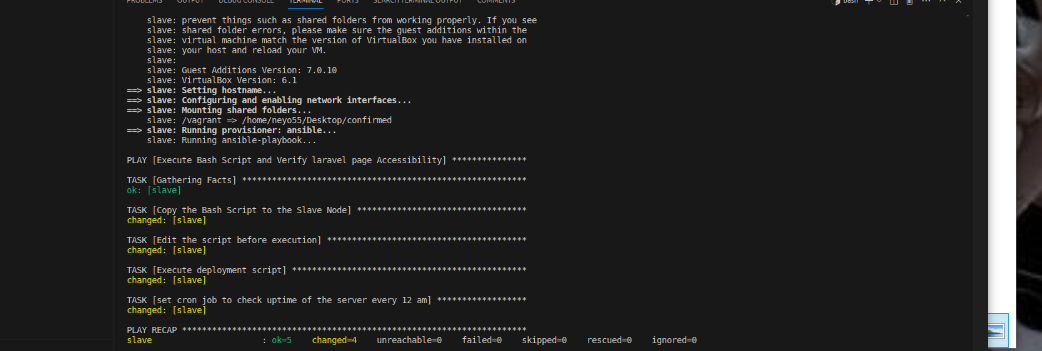 PROBLEMS OUTPUT DEBUG CONSOLE TERMINAL PORTS SEARCH TERMINAL OUTPUT COMMENTS bash
slave: prevent things such as shared folders from working properly. If you see
slave: shared folder errors, please make sure the guest additions within the
slave: virtual machine match the version of VirtualBox you have installed on
slave: your host and reload your VM.
slave:
slave: Guest Additions Version: 7.0.10
slave: VirtualBox Version: 6.1
==> slave: Setting hostname...
==> slave: Configuring and enabling network interfaces...
==> slave: Mounting shared folders...
slave: /vagrant => /home/neyo55/Desktop/confirmed
==> slave: Running provisioner: ansible...
slave: Running ansible-playbook...
PLAY [Execute Bash Script and Verify laravel page Accessibility] ***************
TASK [Gathering Facts] *********************************************************
ok: [slave]
TASK [Copy the Bash Script to the Slave Node] **********************************
changed: [slave]
TASK [Edit the script before execution] ****************************************
changed: [slave]
TASK [Execute deployment script] ***********************************************
changed: [slave]
TASK [set cron job to check uptime of the server every 12 am] ******************
changed: [slave]
PLAY RECAP *********************************************************************
slave : ok=5 changed=4 unreachable=0 failed=0 skipped=0 rescued=0 ignored=0